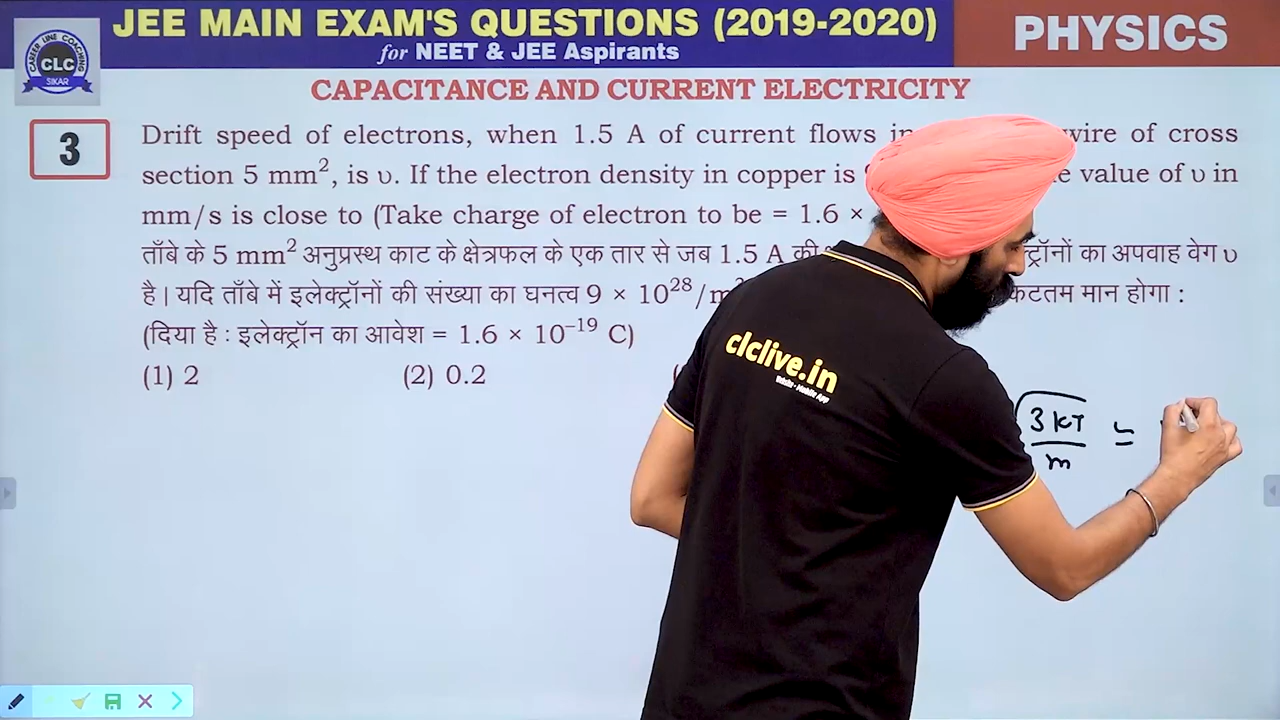 JEE MAIN EXAM'S QUESTIONS (2019-2020)
for NEET & JEE Aspirants
PHYSICS
CAREER LINE COACHING
CLC
SIKAR
CAPACITANCE AND CURRENT ELECTRICITY
3
Drift speed of electrons, when 1.5 A of current flows in wire of cross
section 5 mm², is υ. If the electron density in copper is value of υ in
mm/s is close to (Take charge of electron to be = 1.6 ×
ताँबे के 5 mm² अनुप्रस्थ काट के क्षेत्रफल के एक तार से जब 1.5 A की का अपवाह वेग υ
है। यदि ताँबे में इलेक्ट्रॉनों की संख्या का घनत्व 9 × 10²⁸/m मान होगा :
(दिया है : इलेक्ट्रॉन का आवेश = 1.6 × 10⁻¹⁹ C)
(1) 2 (2) 0.2
√3KT/m ≃
clclive.in